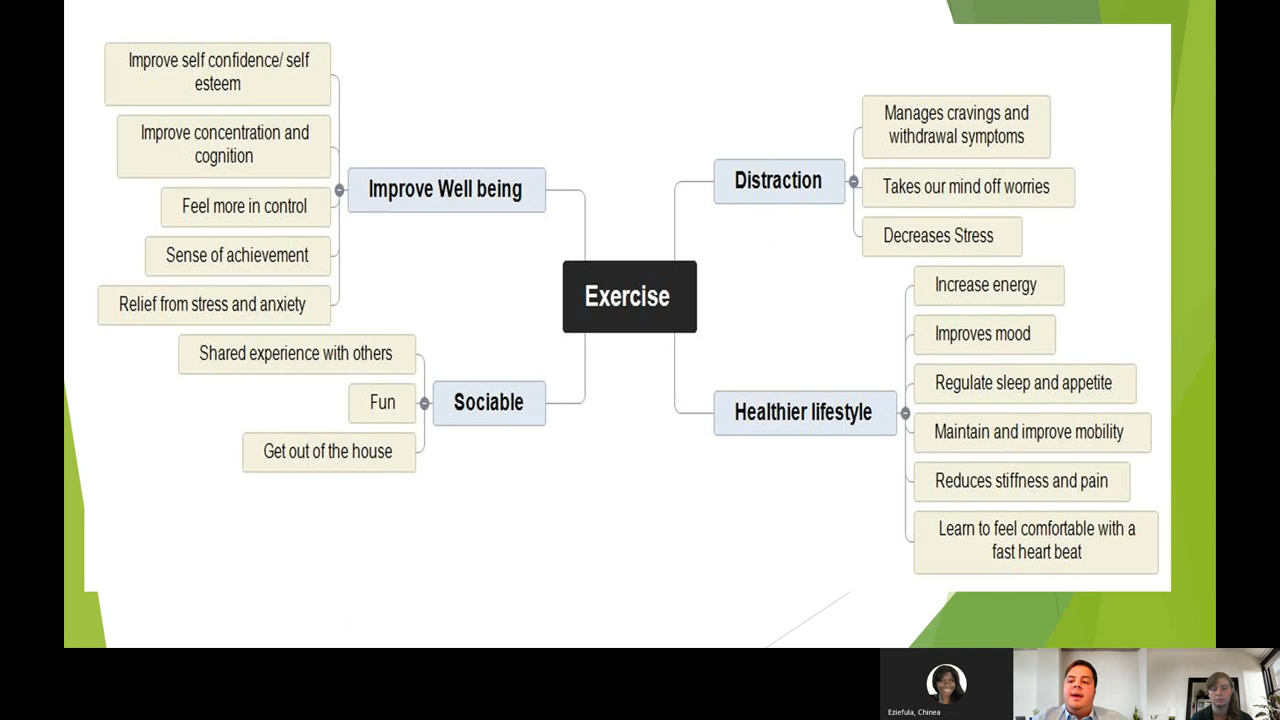 Improve self confidence/ self
esteem
Improve concentration and
cognition
Feel more in control
Sense of achievement
Relief from stress and anxiety
Improve Well being
Shared experience with others
Fun
Get out of the house
Sociable
Exercise
Distraction
Manages cravings and
withdrawal symptoms
Takes our mind off worries
Decreases Stress
Healthier lifestyle
Increase energy
Improves mood
Regulate sleep and appetite
Maintain and improve mobility
Reduces stiffness and pain
Learn to feel comfortable with a
fast heart beat
Eziefula, Chinea